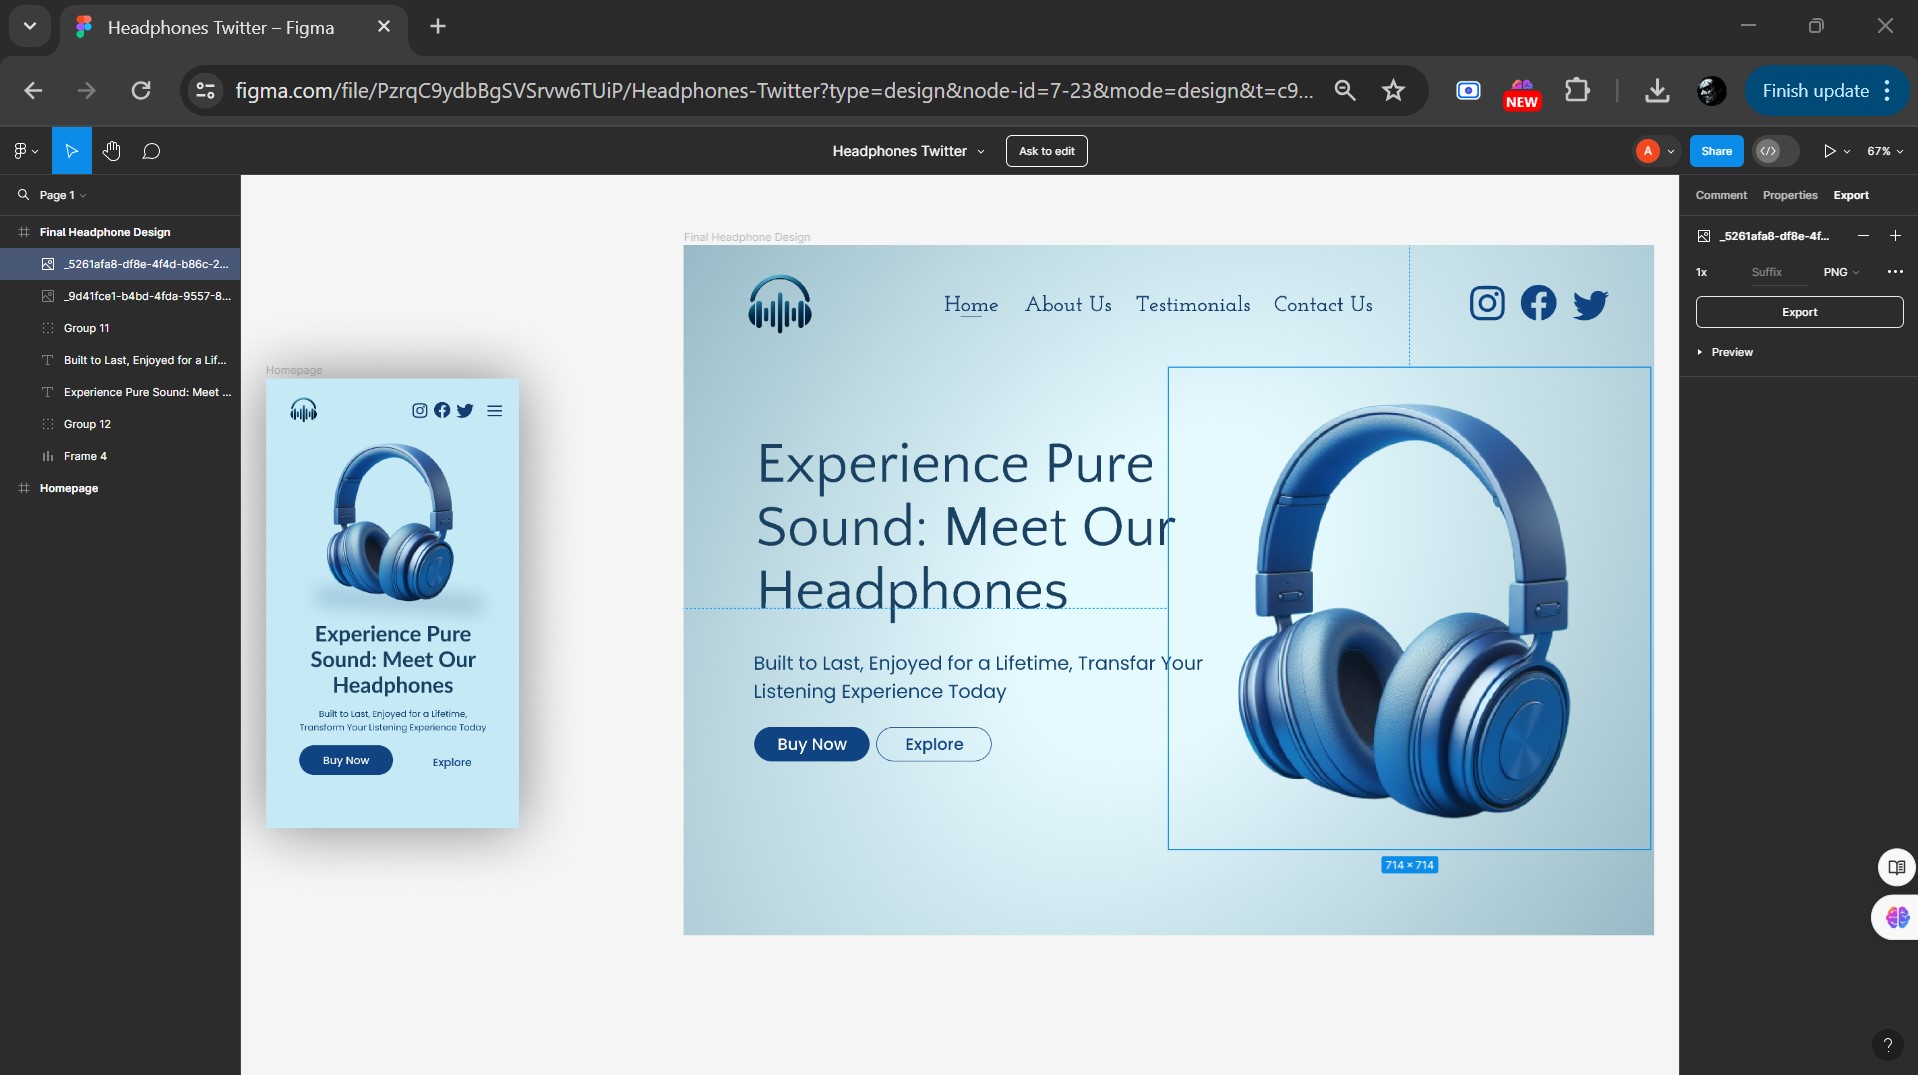 Headphones Twitter – Figma
figma.com/file/PzrqC9ydbBgSVSrvw6TUiP/Headphones-Twitter?type=design&node-id=7-23&mode=design&t=c9...
NEW
Finish update
Headphones Twitter
Ask to edit
A
Share
67%
Page 1
Final Headphone Design
_5261afa8-df8e-4f4d-b86c-2...
_9d41fce1-b4bd-4fda-9557-8...
Group 11
Built to Last, Enjoyed for a Lif...
Experience Pure Sound: Meet ...
Group 12
Frame 4
Homepage
Homepage
Experience Pure
Sound: Meet Our
Headphones
Built to Last, Enjoyed for a Lifetime,
Transform Your Listening Experience Today
Buy Now
Explore
Final Headphone Design
Home
About Us
Testimonials
Contact Us
Experience Pure
Sound: Meet Our
Headphones
Built to Last, Enjoyed for a Lifetime, Transfar Your
Listening Experience Today
Buy Now
Explore
714 × 714
Comment
Properties
Export
_5261afa8-df8e-4f...
1x
Suffix
PNG
Export
Preview
?